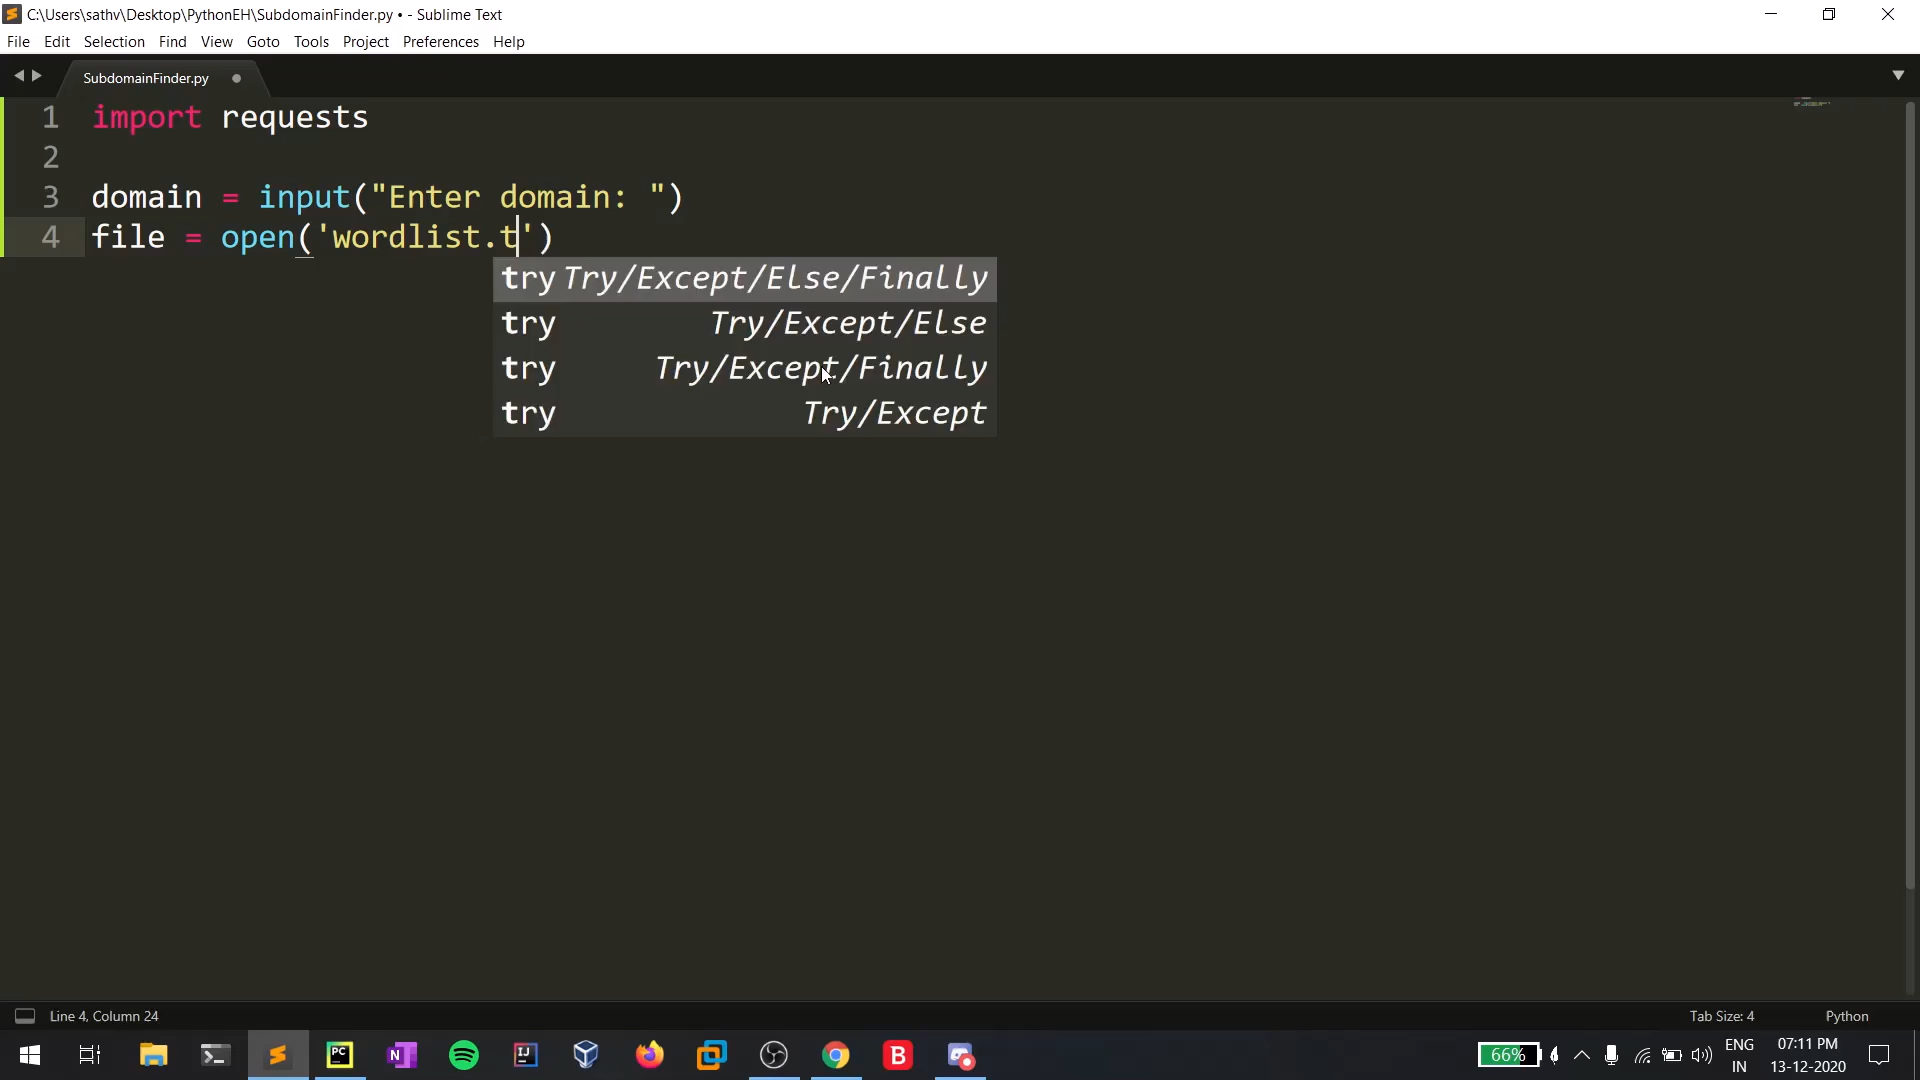 C:\Users\sathv\Desktop\PythonEH\SubdomainFinder.py • - Sublime Text
File Edit Selection Find View Goto Tools Project Preferences Help
SubdomainFinder.py
1 import requests
2
3 domain = input("Enter domain: ")
4 file = open('wordlist.t')
try Try/Except/Else/Finally
try Try/Except/Else
try Try/Except/Finally
try Try/Except
Line 4, Column 24 Tab Size: 4 Python
PC N IJ B 66% ENG 07:11 PM
IN 13-12-2020